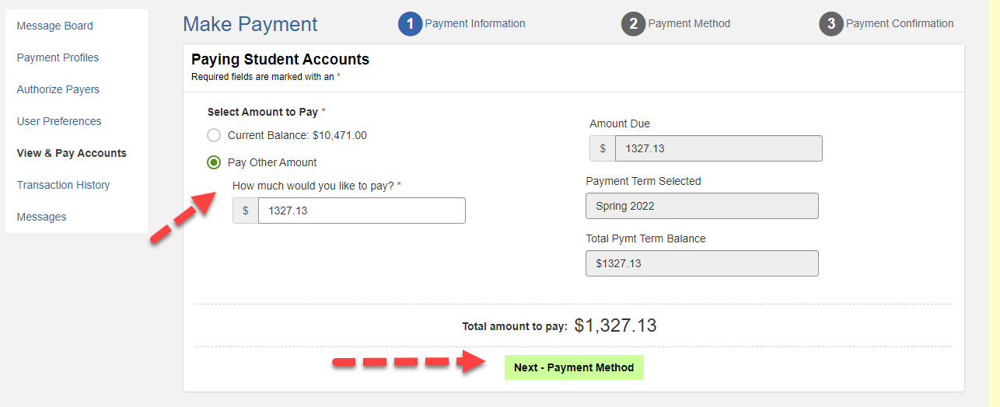 Message Board
Payment Profiles
Authorize Payers
User Preferences
View & Pay Accounts
Transaction History
Messages
Make Payment
1 Payment Information
2 Payment Method
3 Payment Confirmation
Paying Student Accounts
Required fields are marked with an *
Select Amount to Pay *
Current Balance: $10,471.00
Pay Other Amount
How much would you like to pay? *
$ 1327.13
Amount Due
$ 1327.13
Payment Term Selected
Spring 2022
Total Pymt Term Balance
$1327.13
Total amount to pay: $1,327.13
Next - Payment Method